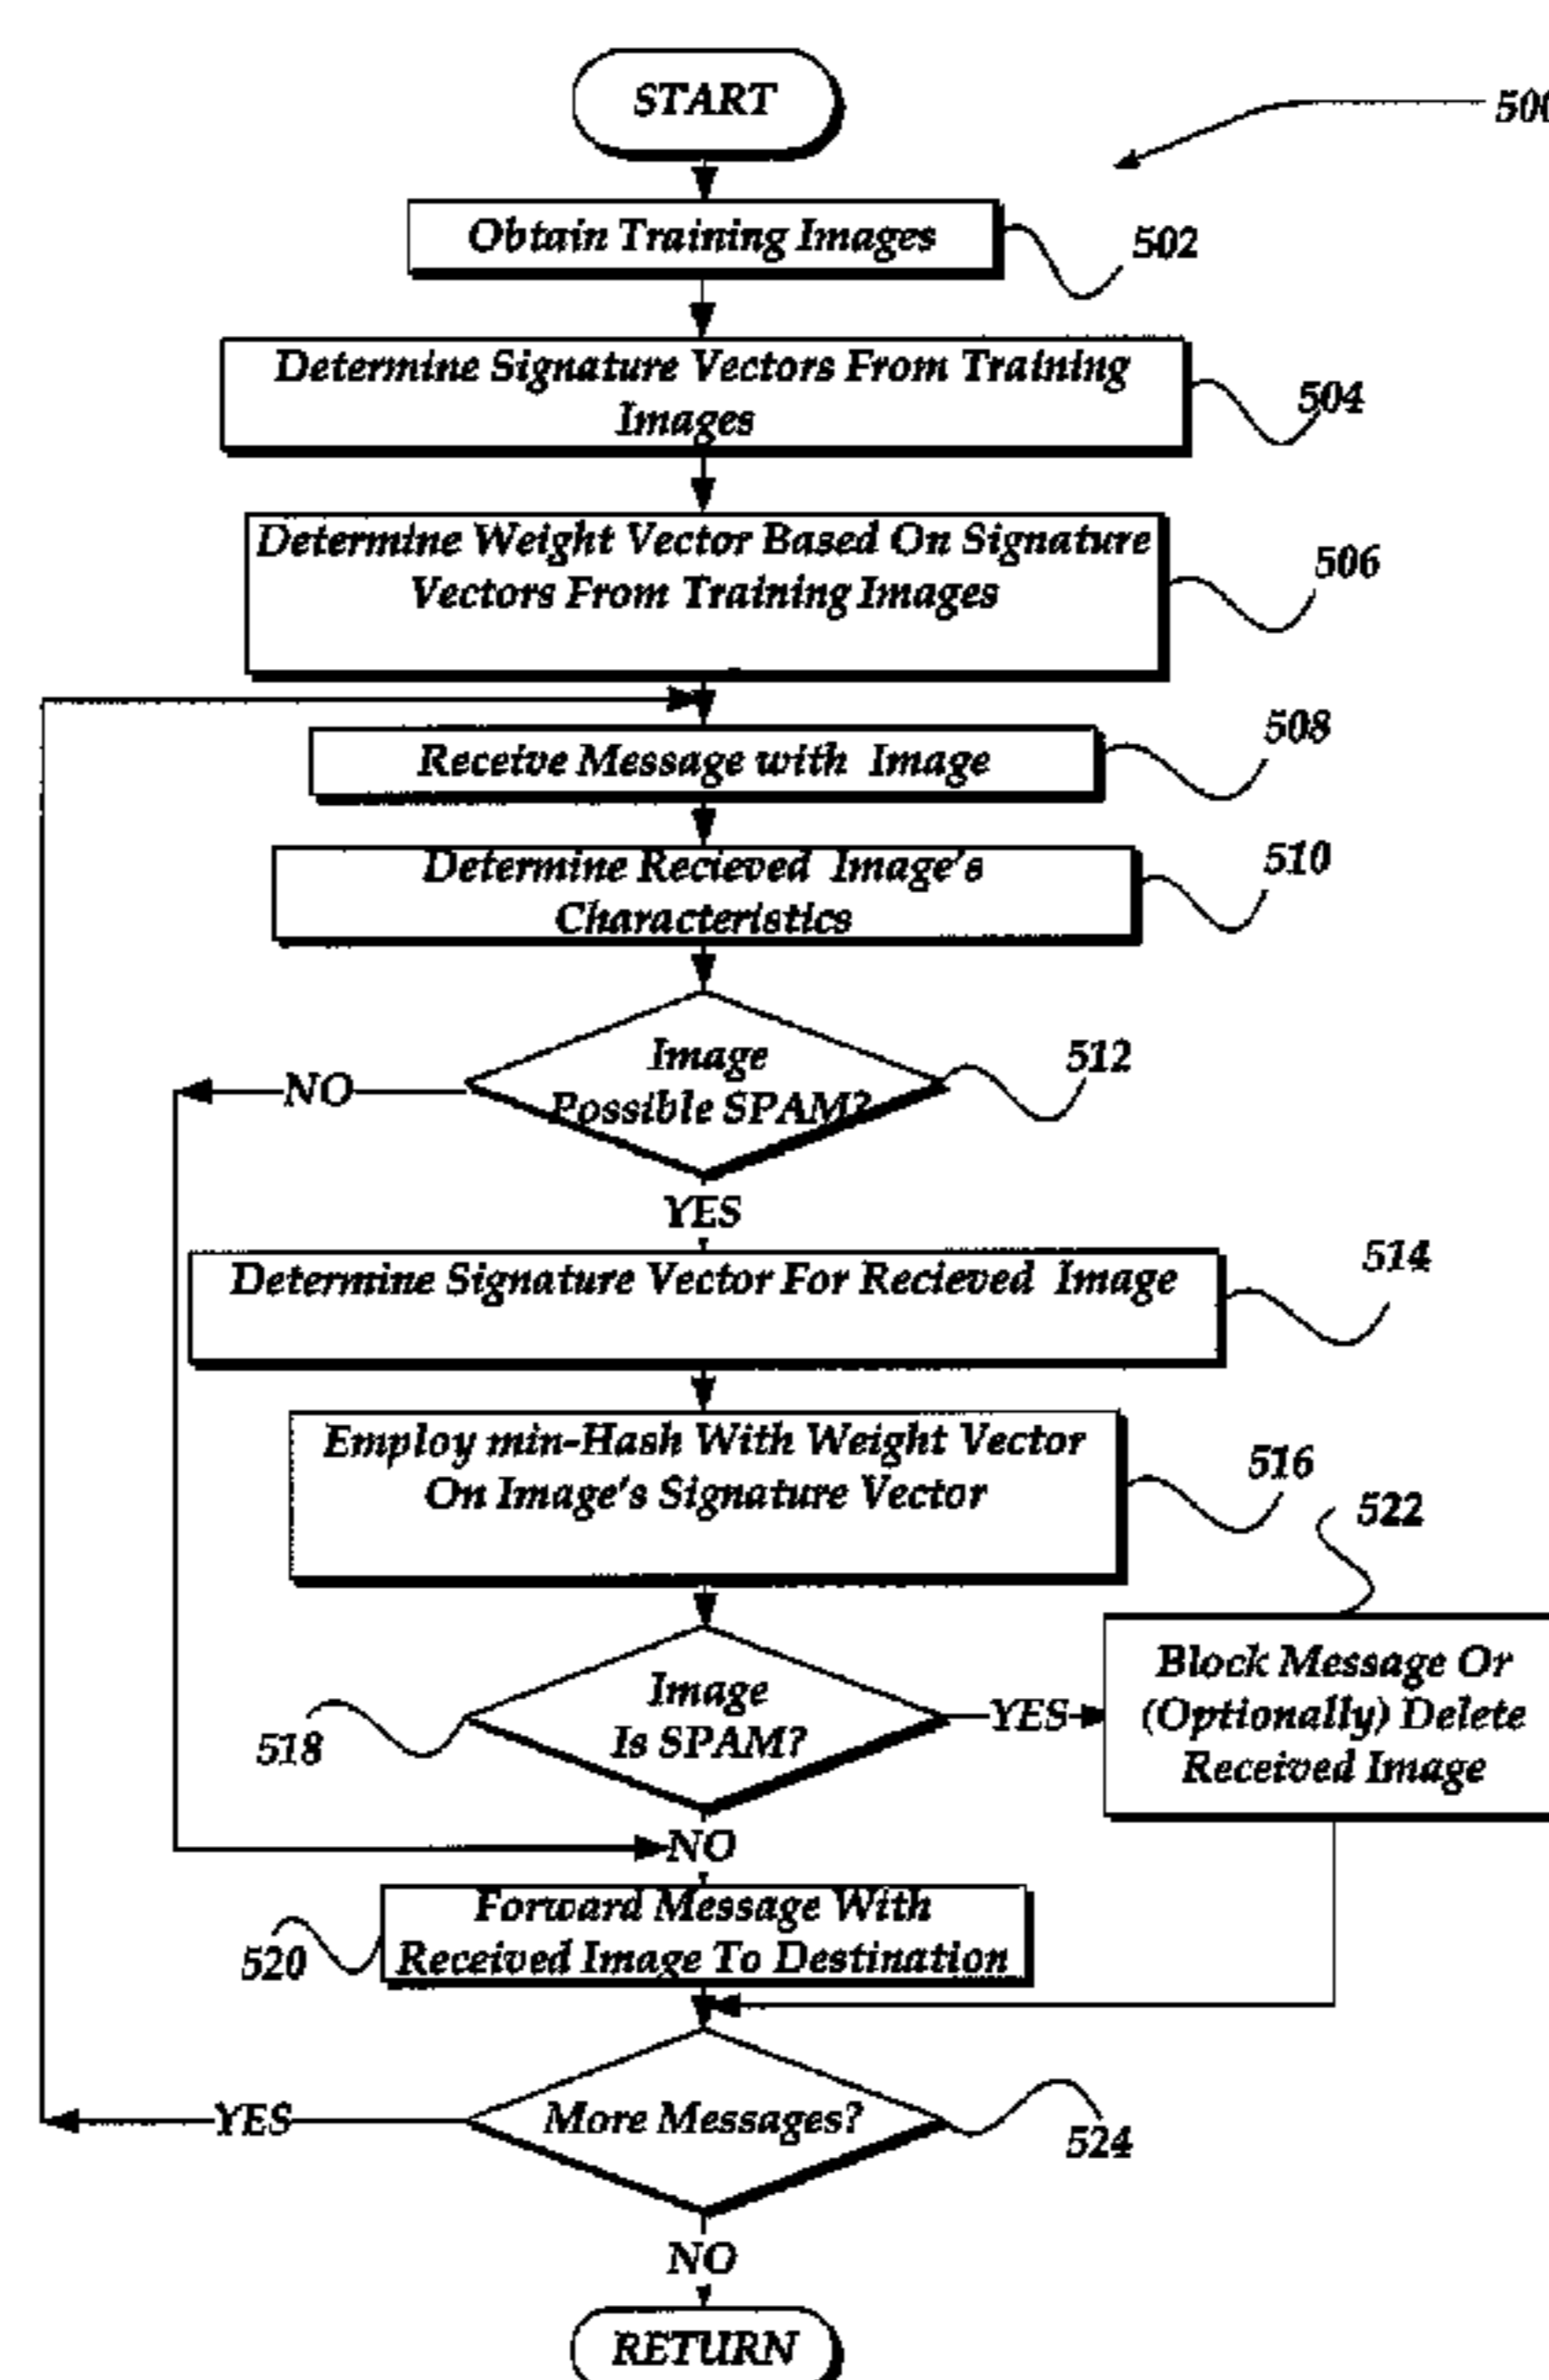 START
500
Obtain Training Images
502
Determine Signature Vectors From Training
Images
504
Determine Weight Vector Based On Signature
Vectors From Training Images
506
Receive Message with Image
508
Determine Recieved Image's
Characteristics
510
Image
Possible SPAM?
512
NO
YES
Determine Signature Vector For Recieved Image
514
Employ min-Hash With Weight Vector
On Image's Signature Vector
516
522
Image
Is SPAM?
518
YES
Block Message Or
(Optionally) Delete
Received Image
NO
Forward Message With
Received Image To Destination
520
More Messages?
YES
524
NO
RETURN